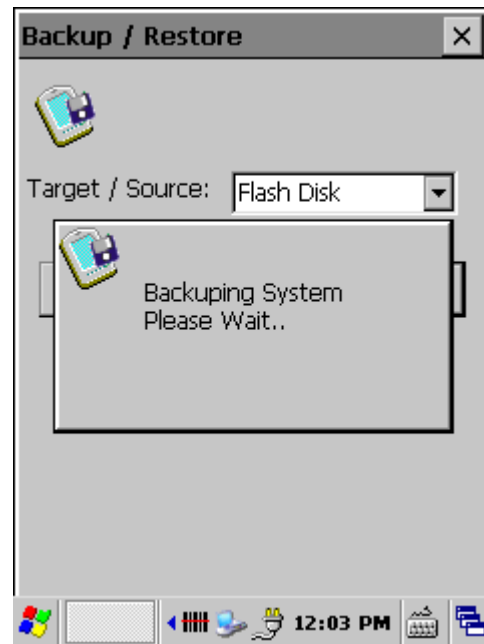 Backup / Restore
Target / Source: Flash Disk
Backuping System
Please Wait..
12:03 PM